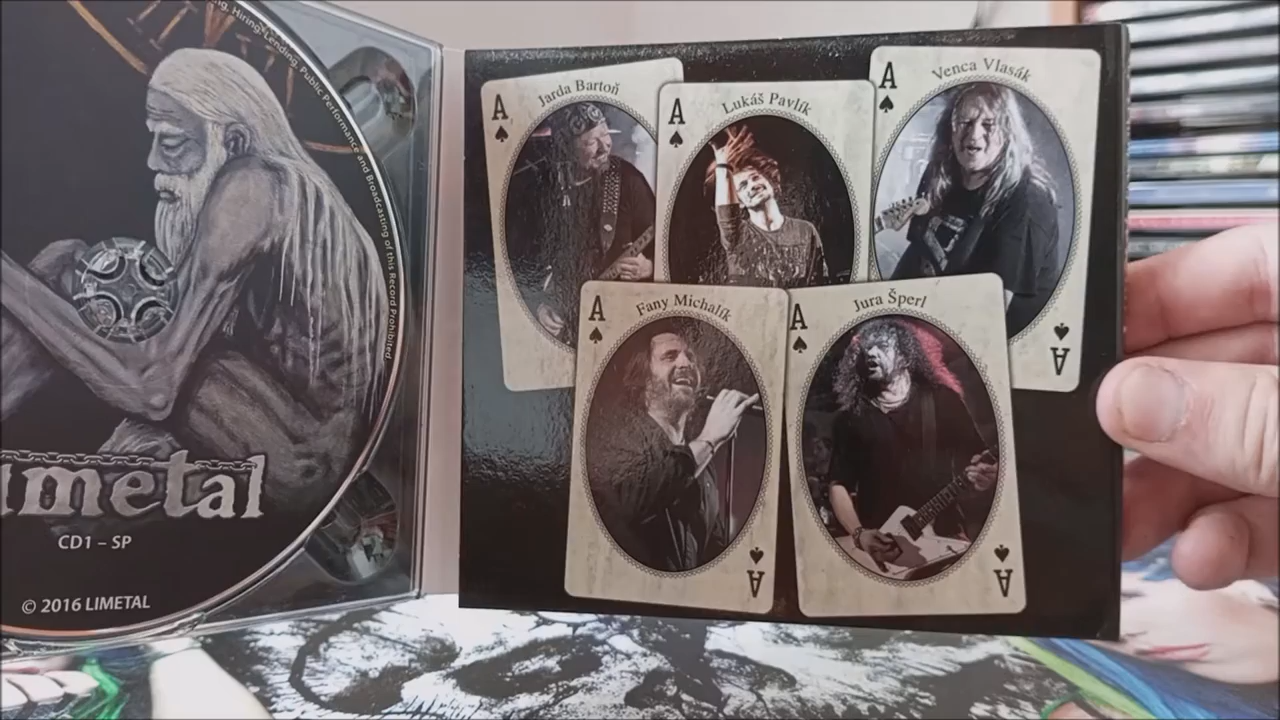 ng, Hiring, Lending, Public Performance and Broadcasting of this Record Prohibited
metal
CD1 – SP
© 2016 LIMETAL
A
Jarda Bartoň
A
Lukáš Pavlík
A
Venca Vlasák
A
A
Fany Michalík
A
A
Jura Šperl
A